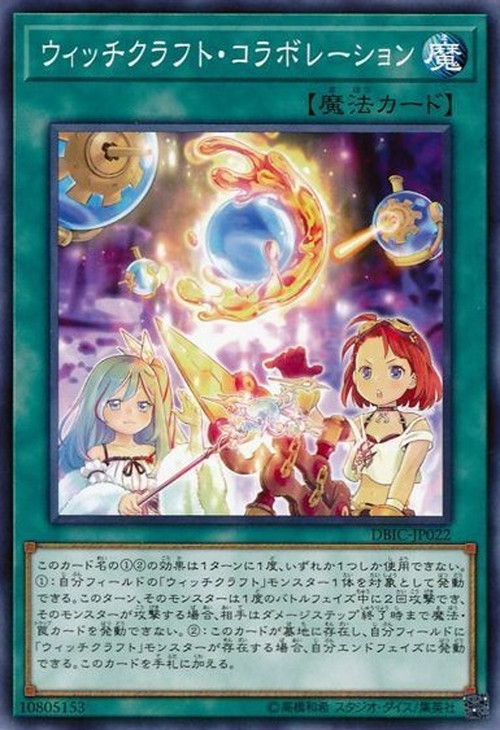 ウィッチクラフト・コラボレーション 魔
【魔法カード】
DBIC-JP022
このカード名の①②の効果は1ターンに1度、いずれか1つしか使用できない。
①:自分フィールドの「ウィッチクラフト」モンスター1体を対象として発動
できる。このターン、そのモンスターは1度のバトルフェイズ中に2回攻撃でき、
そのモンスターが攻撃する場合、相手はダメージステップ終了時まで魔法・
罠カードを発動できない。②:このカードが墓地に存在し、自分フィールドに
「ウィッチクラフト」モンスターが存在する場合、自分エンドフェイズに発動
できる。このカードを手札に加える。
10805153 ©高橋和希 スタジオ・ダイス/集英社